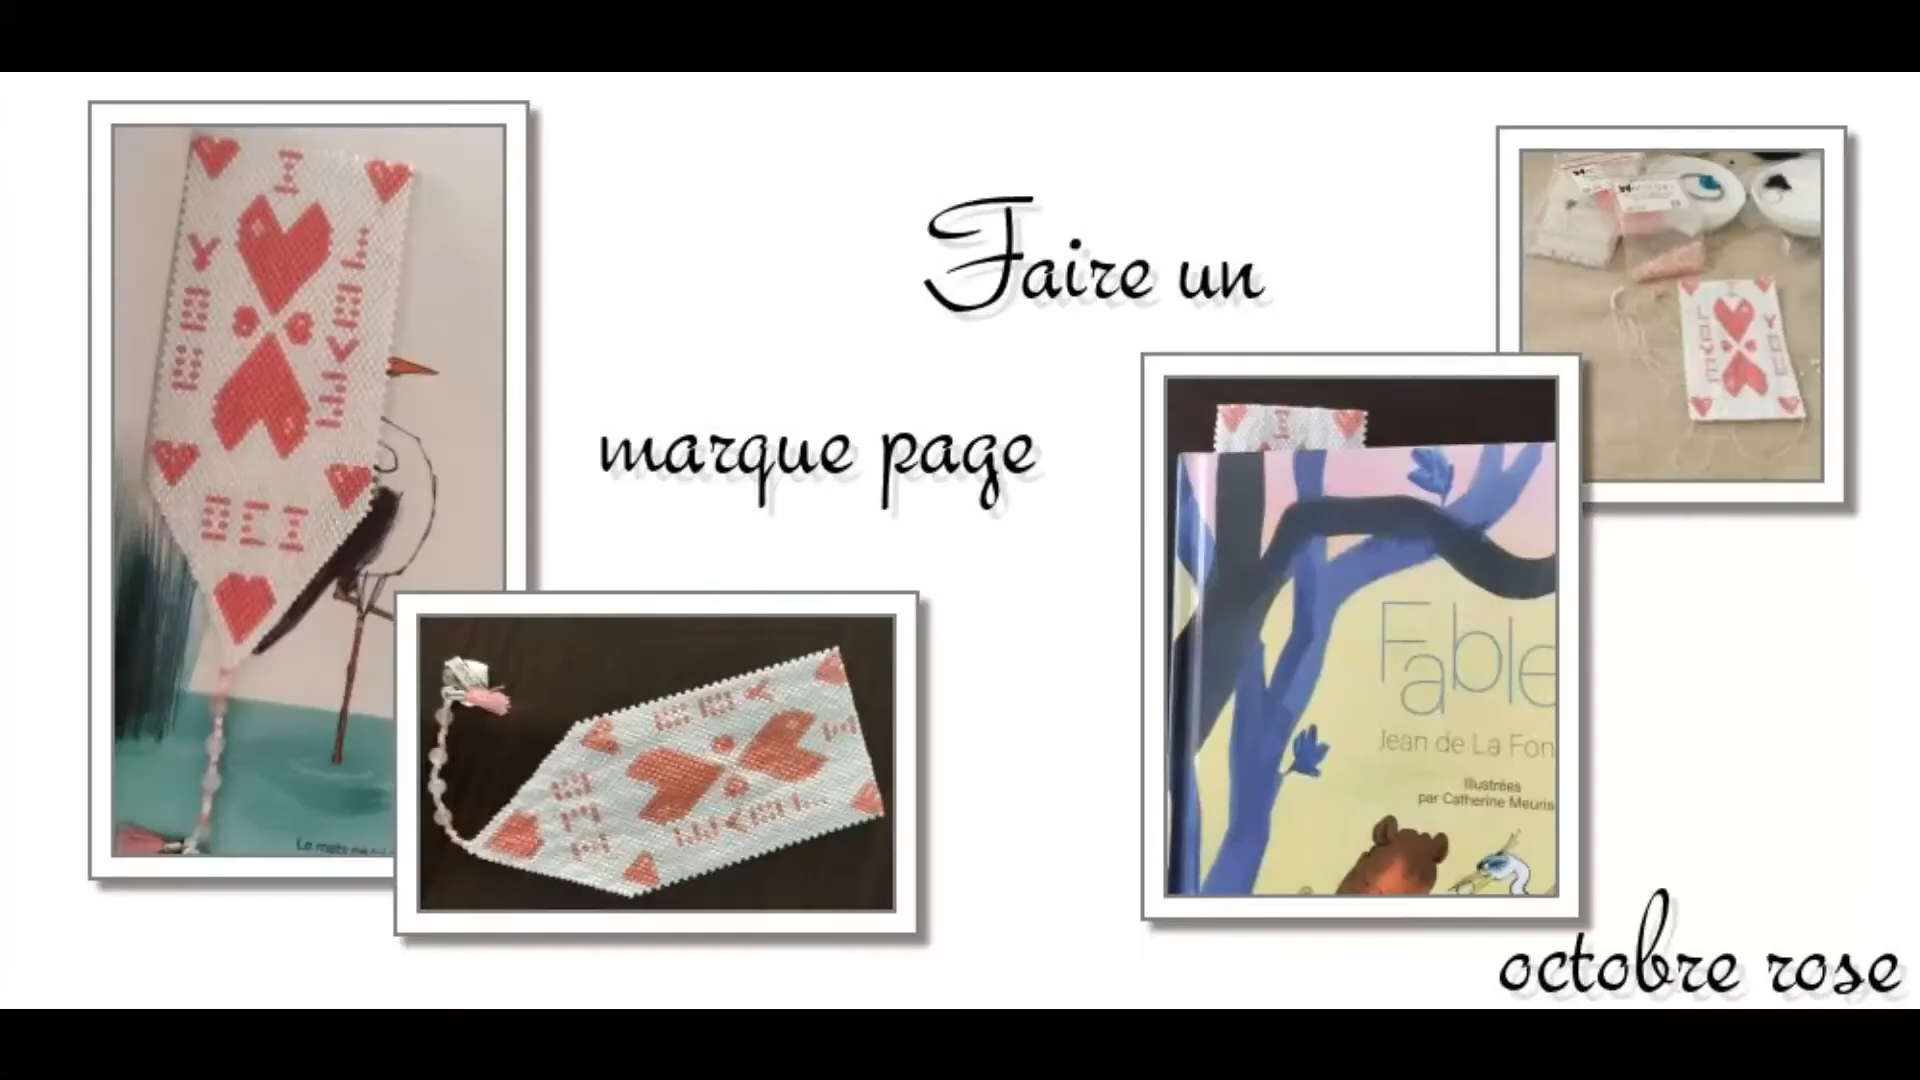 Faire un
marque page
Fable
Jean de La Fon
Illustrées
par Catherine Meuris
octobre rose